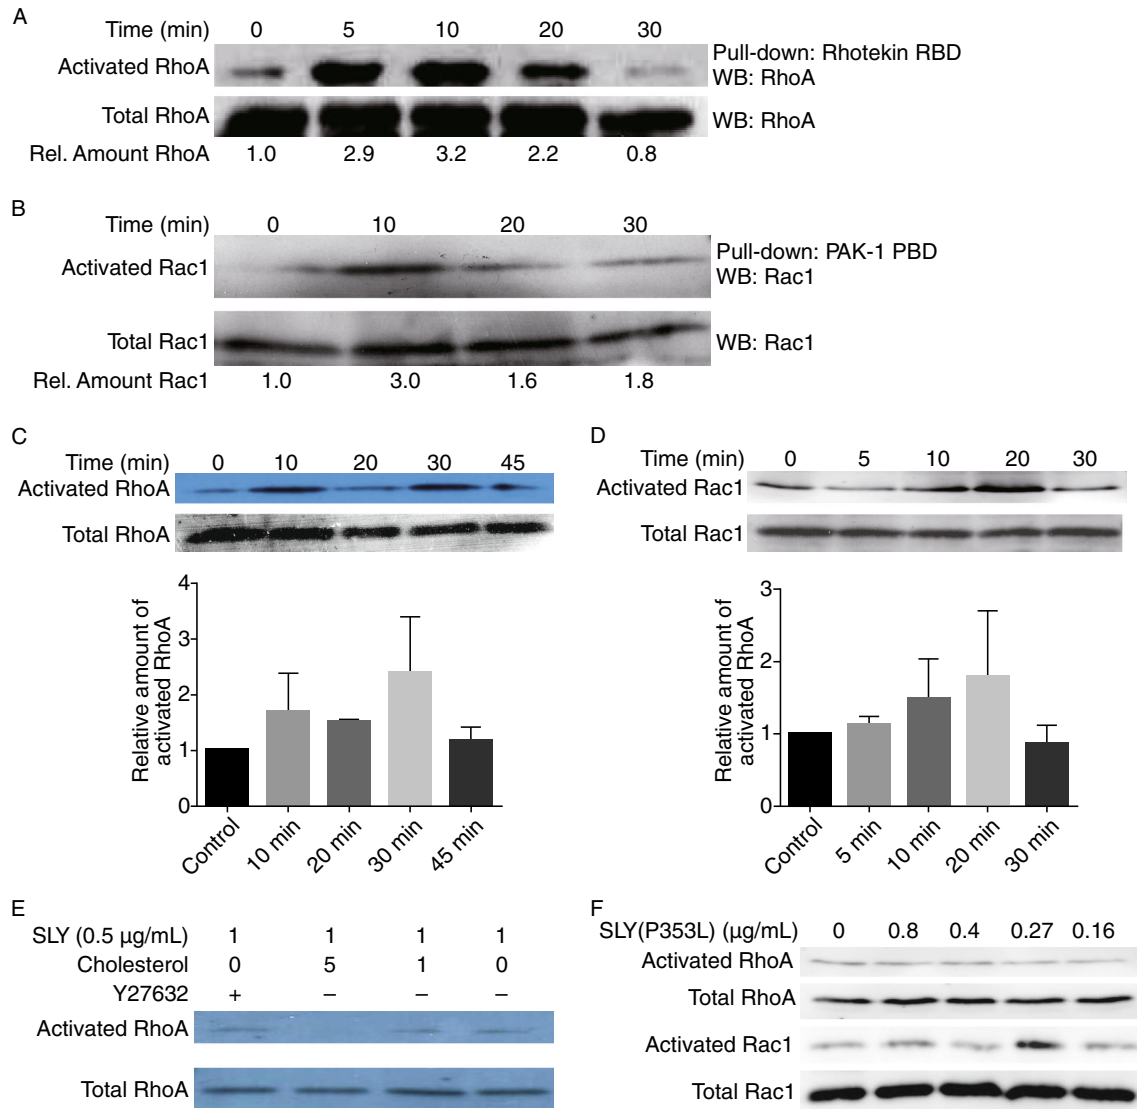 A
Time (min) 0 5 10 20 30
Activated RhoA
Pull-down: Rhotekin RBD
WB: RhoA
Total RhoA
WB: RhoA
Rel. Amount RhoA 1.0 2.9 3.2 2.2 0.8
B
Time (min) 0 10 20 30
Activated Rac1
Pull-down: PAK-1 PBD
WB: Rac1
Total Rac1
WB: Rac1
Rel. Amount Rac1 1.0 3.0 1.6 1.8
C
Time (min) 0 10 20 30 45
Activated RhoA
Total RhoA
Relative amount of
activated RhoA
4
3
2
1
0
Control 10 min 20 min 30 min 45 min
D
Time (min) 0 5 10 20 30
Activated Rac1
Total Rac1
Relative amount of
activated RhoA
3
2
1
0
Control 5 min 10 min 20 min 30 min
E
SLY (0.5 µg/mL) 1 1 1 1
Cholesterol 0 5 1 0
Y27632 + – – –
Activated RhoA
Total RhoA
F
SLY(P353L) (µg/mL) 0 0.8 0.4 0.27 0.16
Activated RhoA
Total RhoA
Activated Rac1
Total Rac1